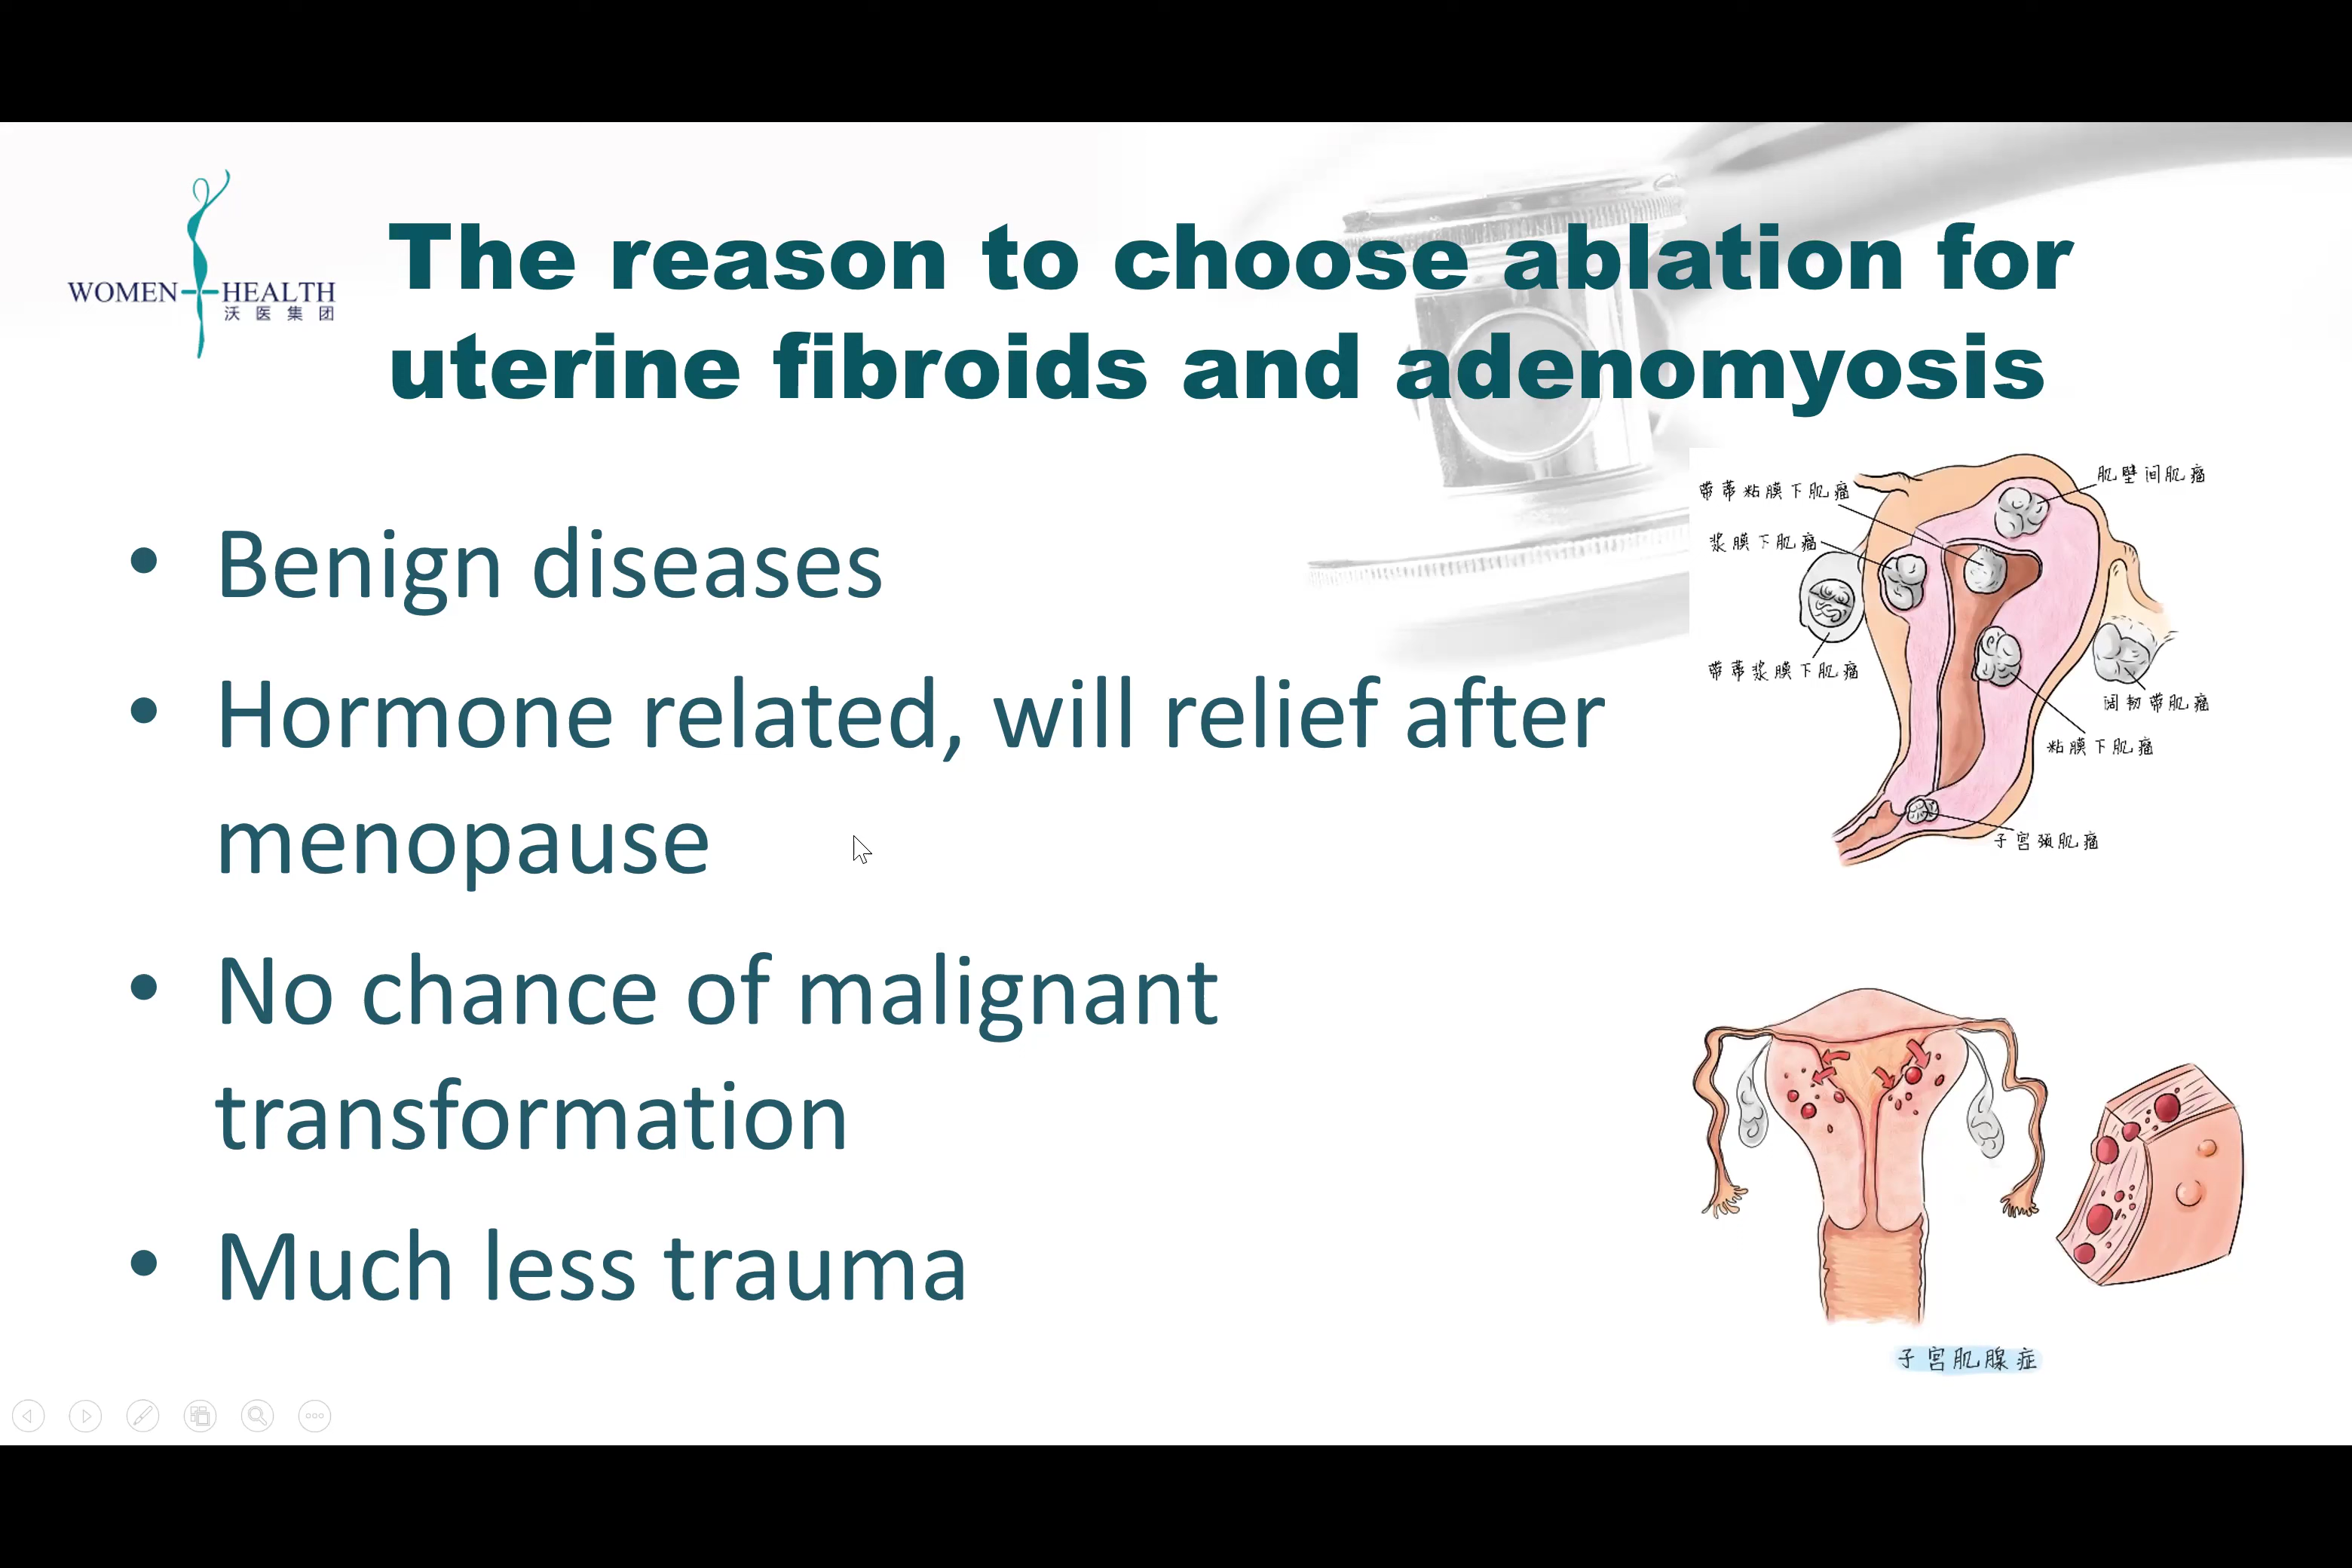 WOMEN HEALTH
沃医集团
The reason to choose ablation for
uterine fibroids and adenomyosis
• Benign diseases
• Hormone related, will relief after
menopause
• No chance of malignant
transformation
• Much less trauma
带蒂粘膜下肌瘤
肌壁间肌瘤
浆膜下肌瘤
带蒂浆膜下肌瘤
阔韧带肌瘤
粘膜下肌瘤
子宫颈肌瘤
子宫肌腺症